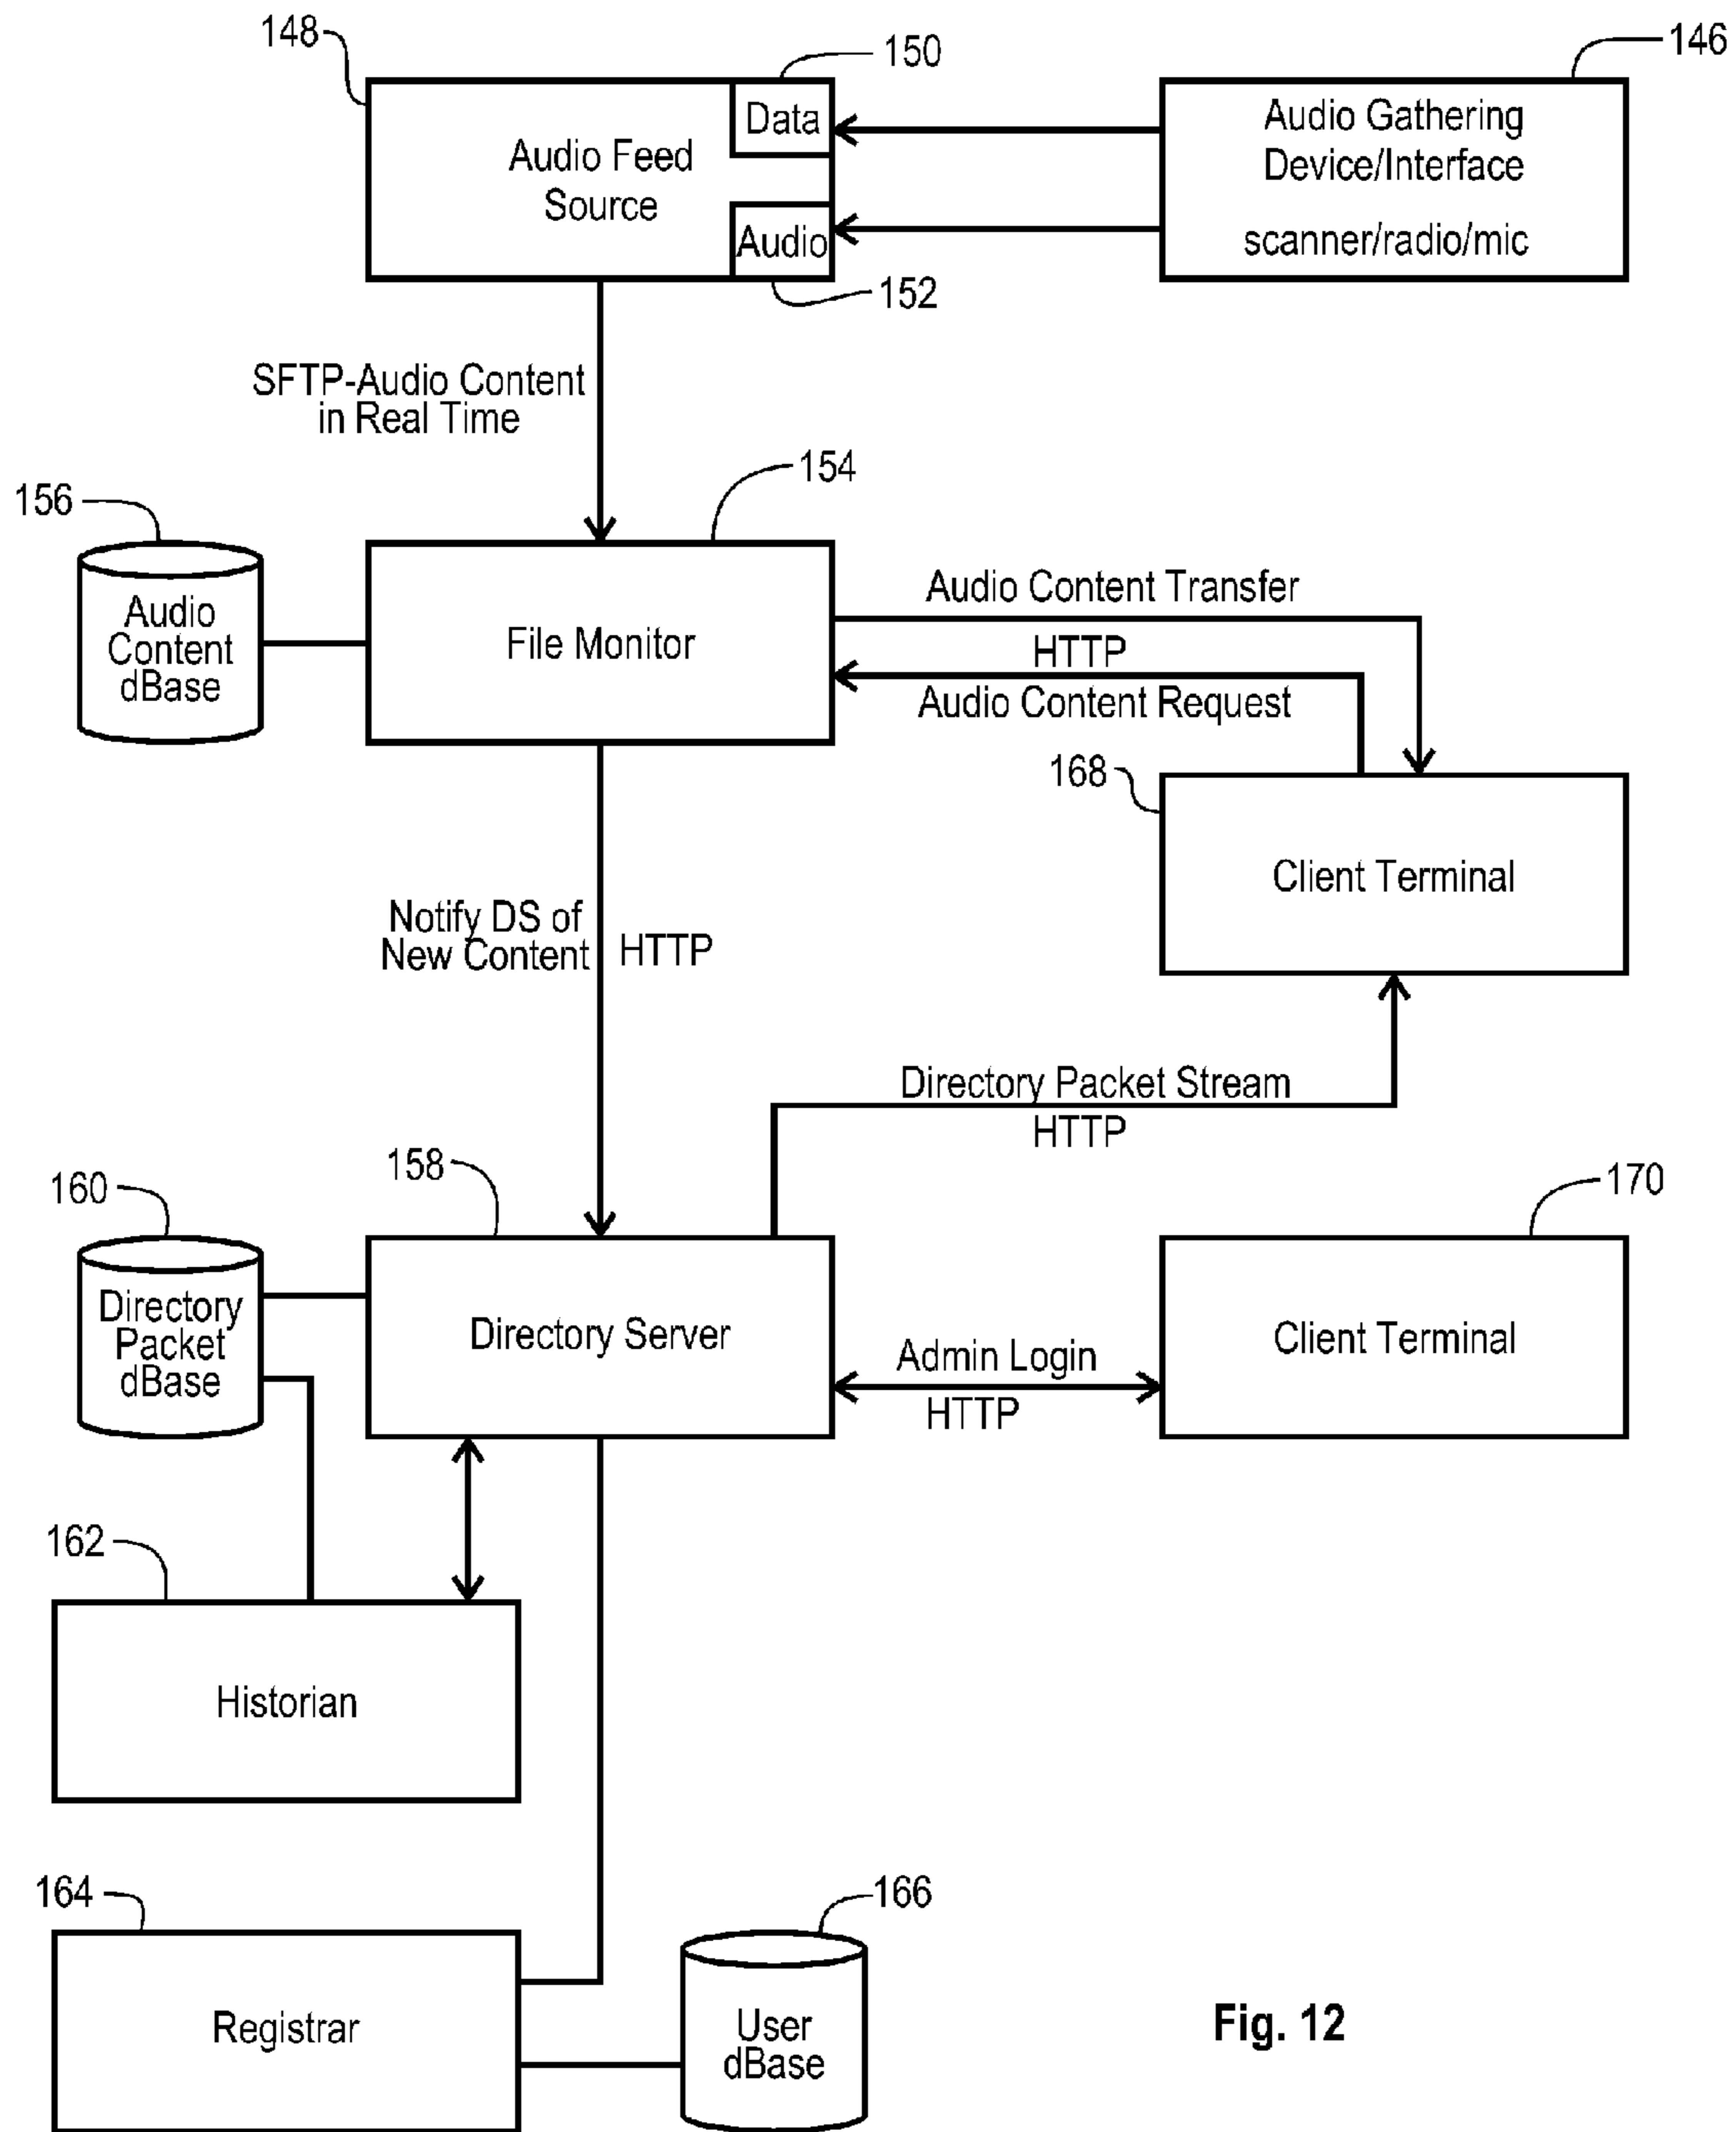 148
150
146
Data
Audio Feed
Source
Audio
152
Audio Gathering
Device/Interface
scanner/radio/mic
SFTP-Audio Content
in Real Time
154
156
Audio
Content
dBase
File Monitor
Audio Content Transfer
HTTP
Audio Content Request
168
Client Terminal
Notify DS of
New Content
HTTP
Directory Packet Stream
HTTP
158
160
170
Directory
Packet
dBase
Directory Server
Admin Login
HTTP
Client Terminal
162
Historian
164
166
Registrar
User
dBase
Fig. 12